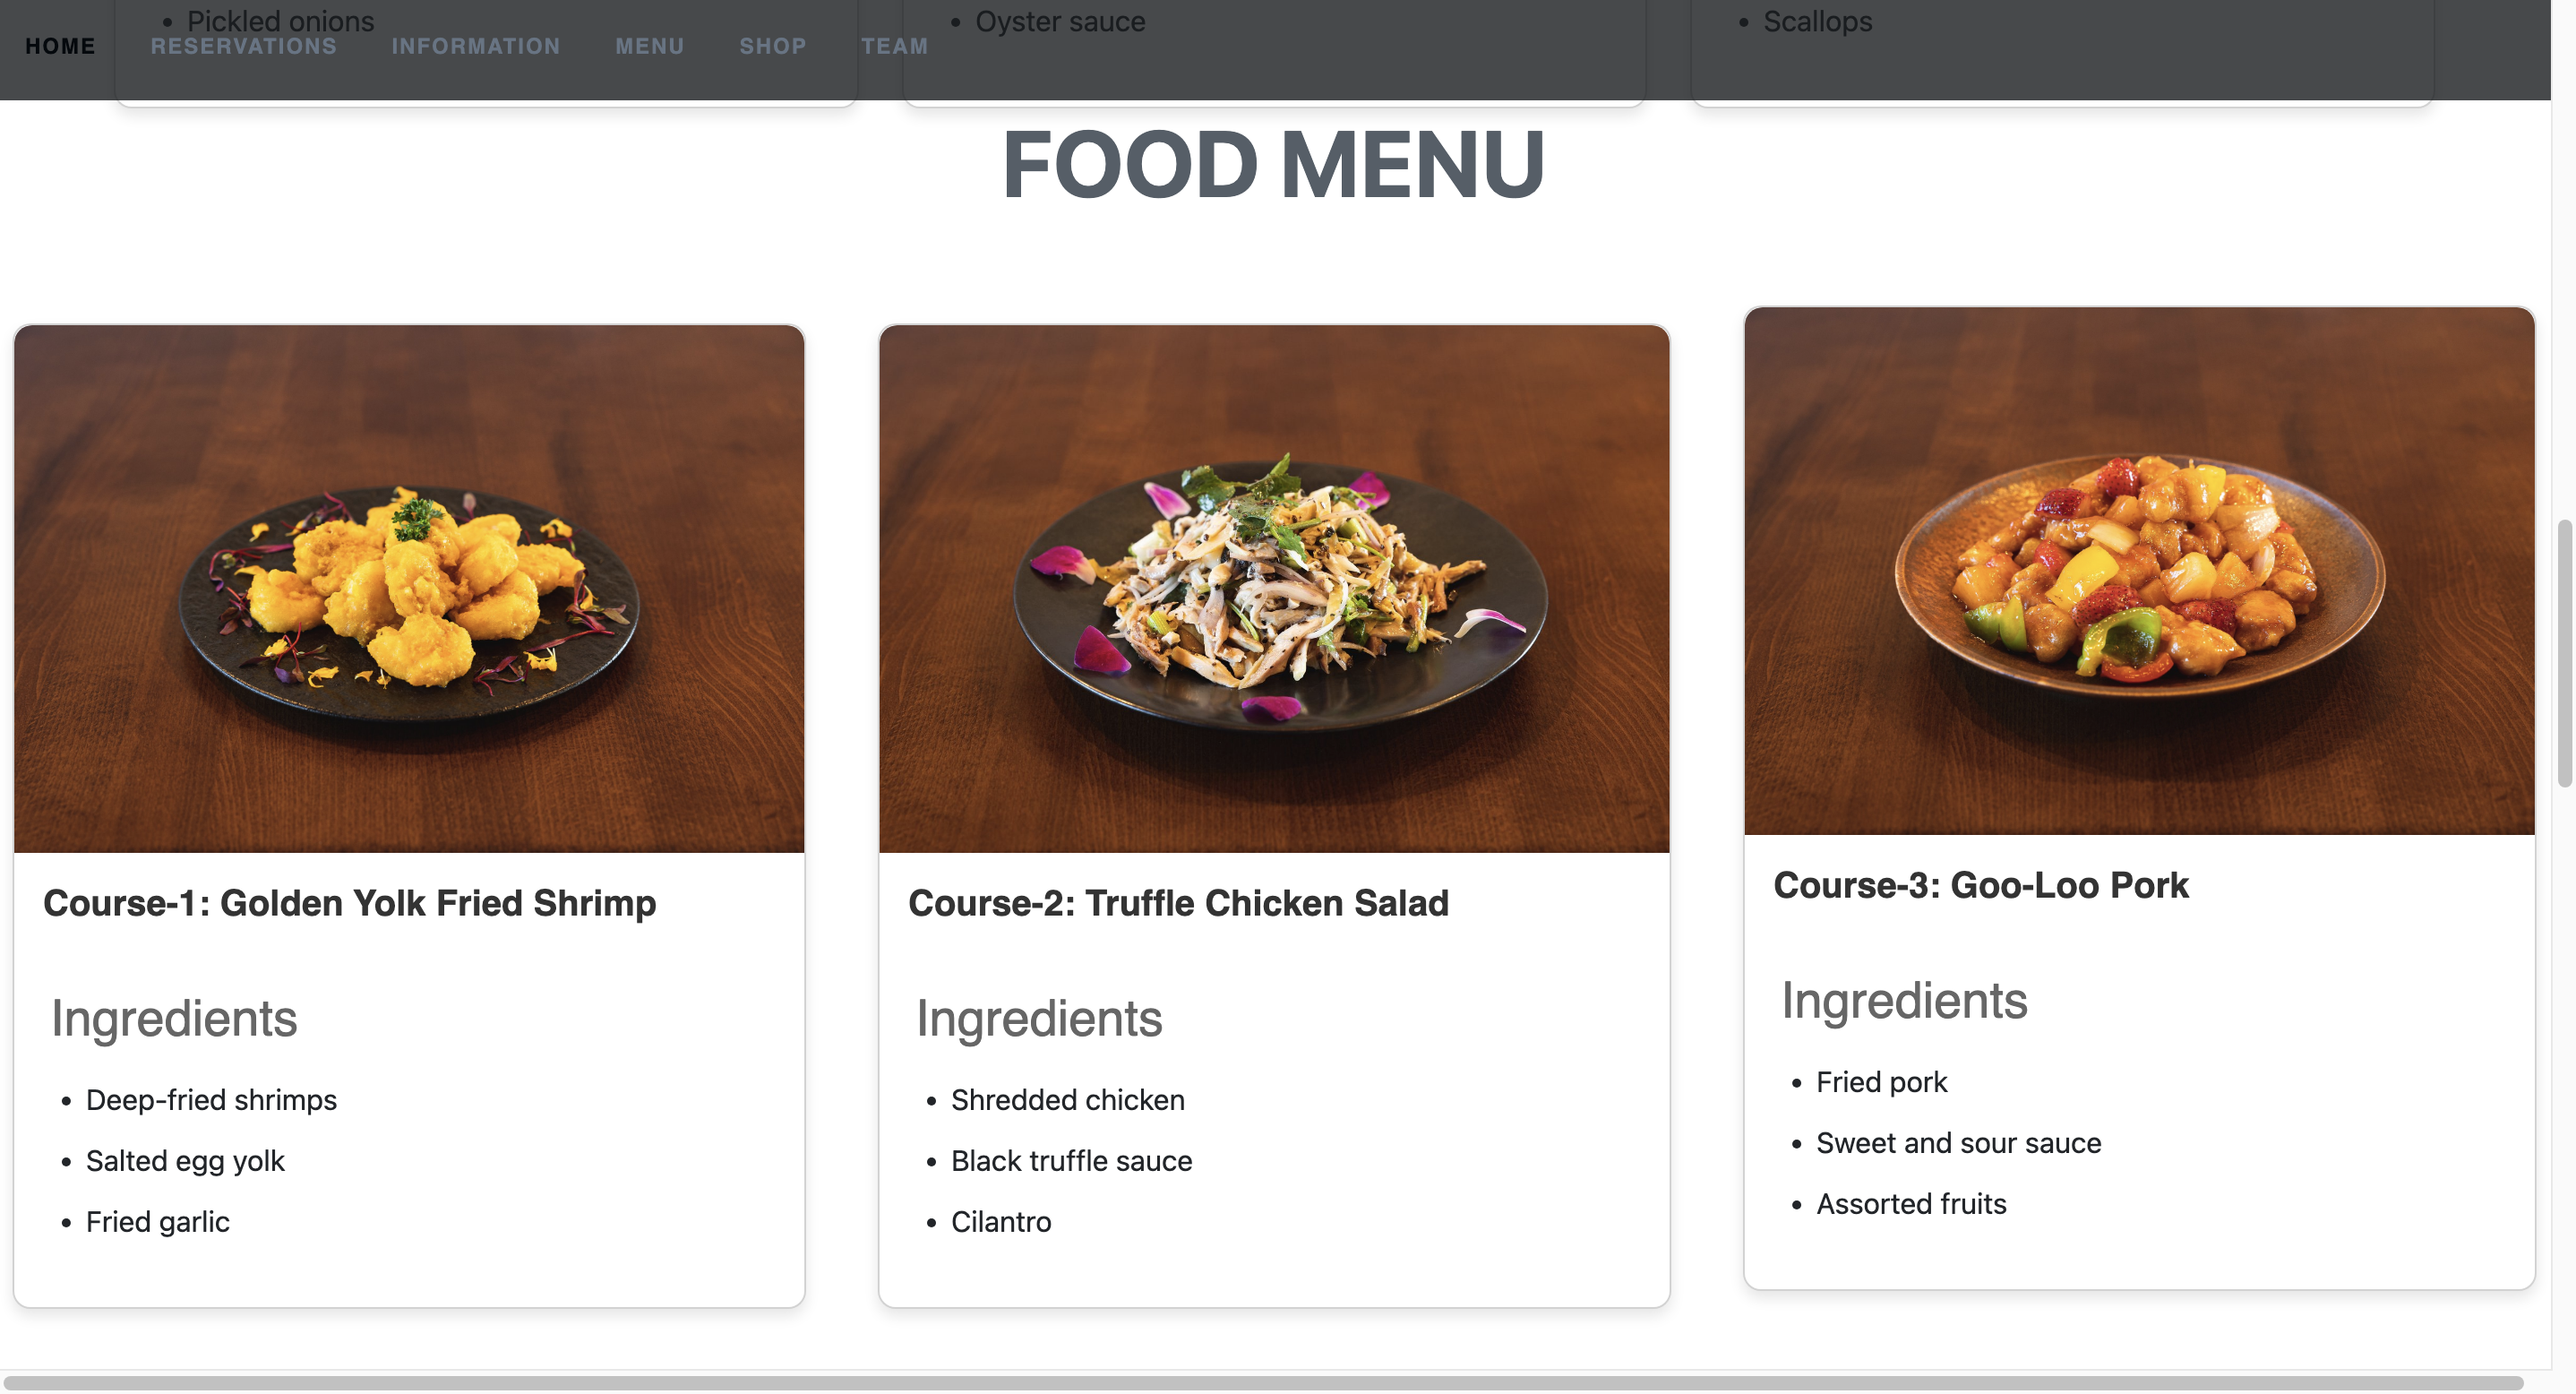 Pickled onions
Oyster sauce
Scallops
HOME RESERVATIONS INFORMATION MENU SHOP TEAM
FOOD MENU
Course-1: Golden Yolk Fried Shrimp
Ingredients
• Deep-fried shrimps
• Salted egg yolk
• Fried garlic
Course-2: Truffle Chicken Salad
Ingredients
• Shredded chicken
• Black truffle sauce
• Cilantro
Course-3: Goo-Loo Pork
Ingredients
• Fried pork
• Sweet and sour sauce
• Assorted fruits